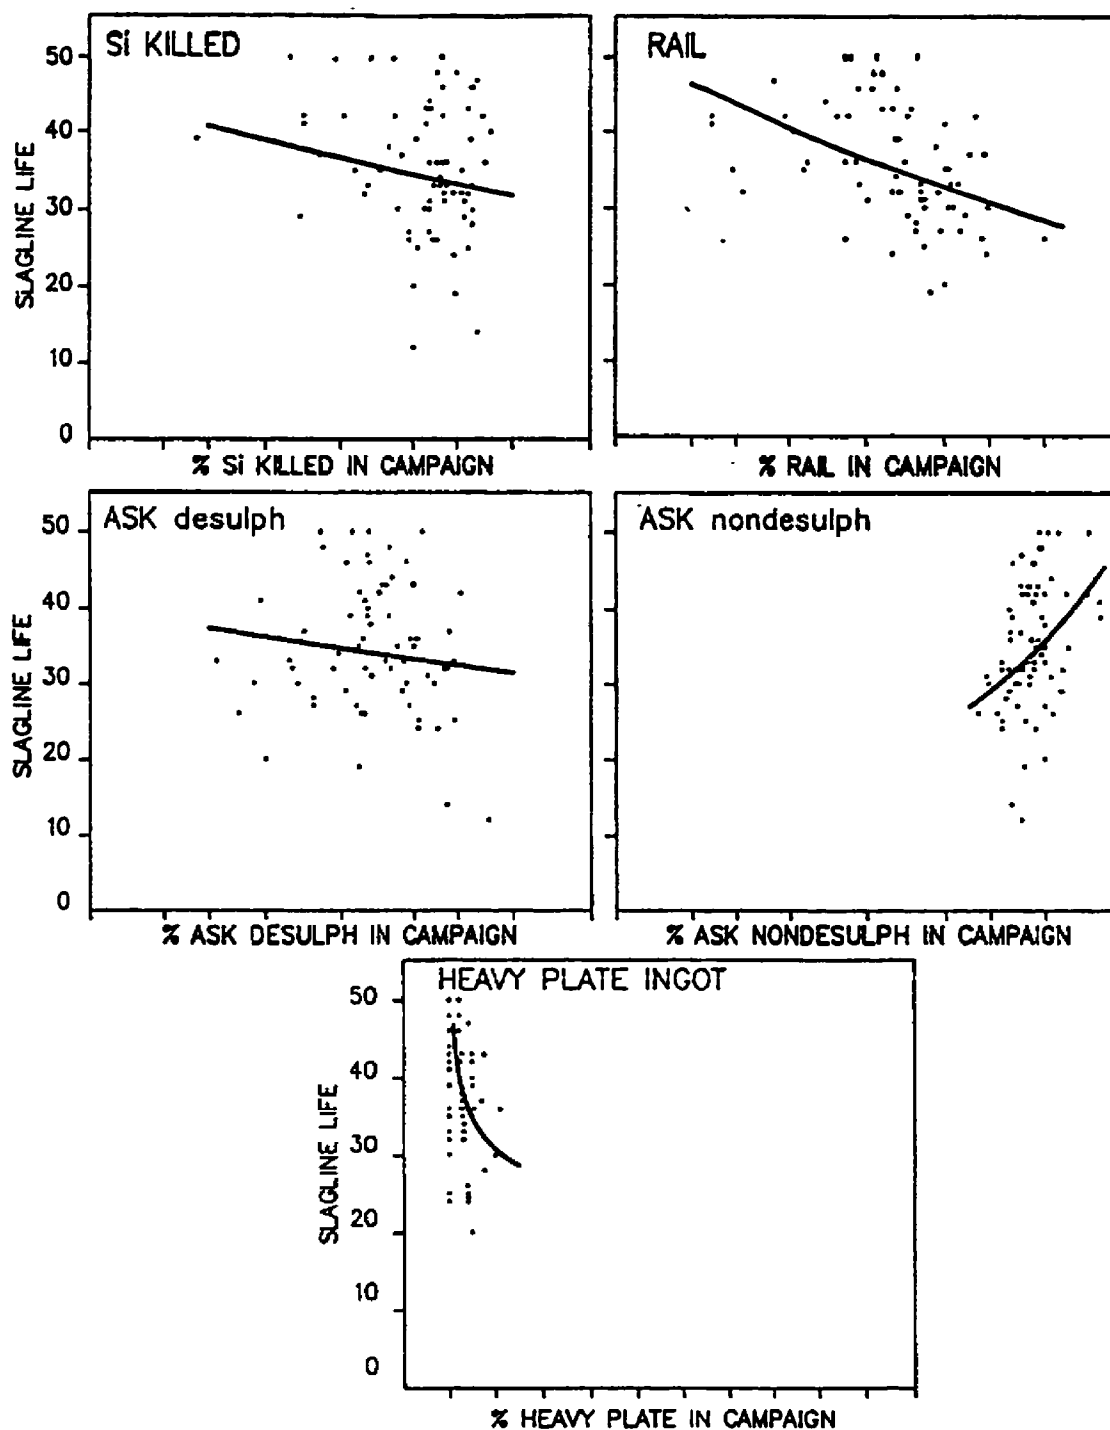 Si KILLED
RAIL
50
40
30
20
10
0
SLAGLINE LIFE
% Si KILLED IN CAMPAIGN
% RAIL IN CAMPAIGN
ASK desulph
ASK nondesulph
50
40
30
20
10
0
SLAGLINE LIFE
% ASK DESULPH IN CAMPAIGN
% ASK NONDESULPH IN CAMPAIGN
HEAVY PLATE INGOT
50
40
30
20
10
0
SLAGLINE LIFE
% HEAVY PLATE IN CAMPAIGN